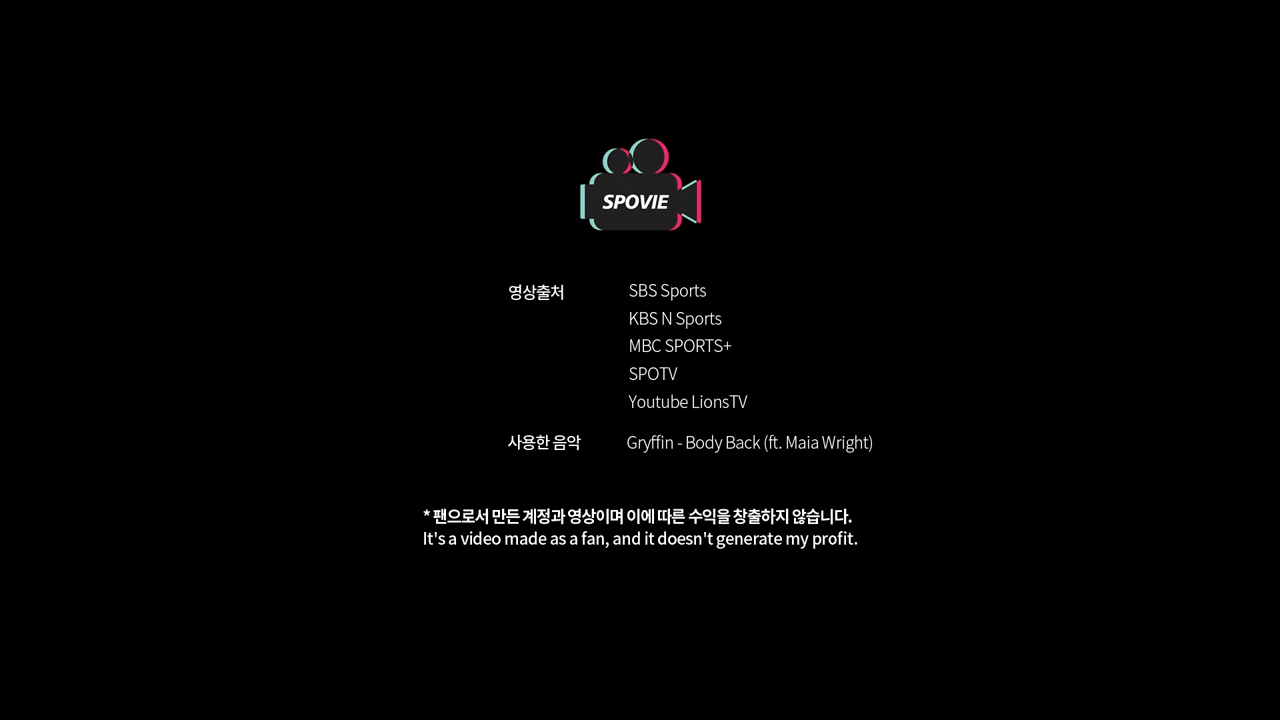 SPOVIE
영상출처 SBS Sports
KBS N Sports
MBC SPORTS+
SPOTV
Youtube LionsTV
사용한 음악 Gryffin - Body Back (ft. Maia Wright)
* 팬으로서 만든 계정과 영상이며 이에 따른 수익을 창출하지 않습니다.
It's a video made as a fan, and it doesn't generate my profit.